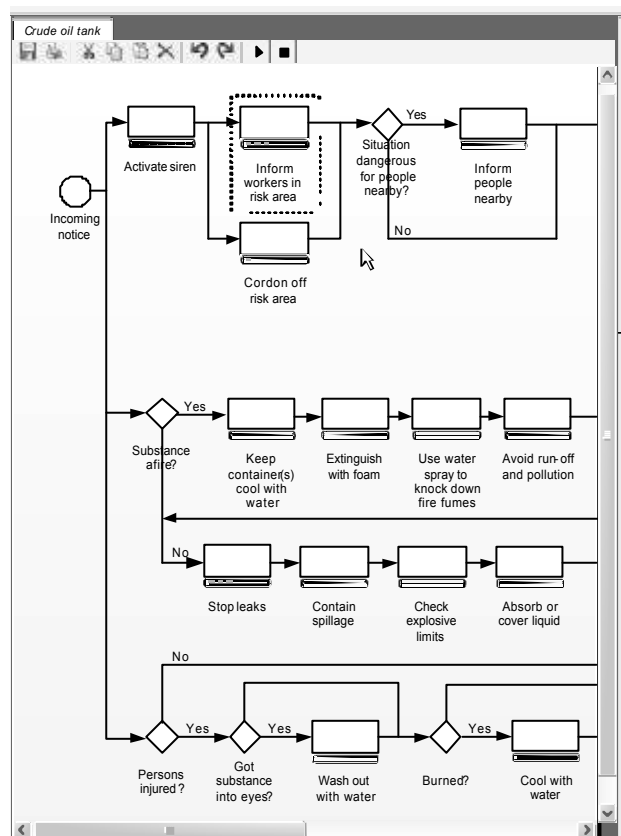 Crude oil tank
Yes
Activate siren
Inform
workers in
risk area
Situation
dangerous
for people
nearby?
Inform
people
nearby
Incoming
notice
No
Cordon off
risk area
Yes
Substance
afire?
Keep
container(s)
cool with
water
Extinguish
with foam
Use water
spray to
knock down
fire fumes
Avoid run-off
and pollution
No
Stop leaks
Contain
spillage
Check
explosive
limits
Absorb or
cover liquid
No
Yes
Yes
Yes
Persons
injured?
Got
substance
into eyes?
Wash out
with water
Burned?
Cool with
water